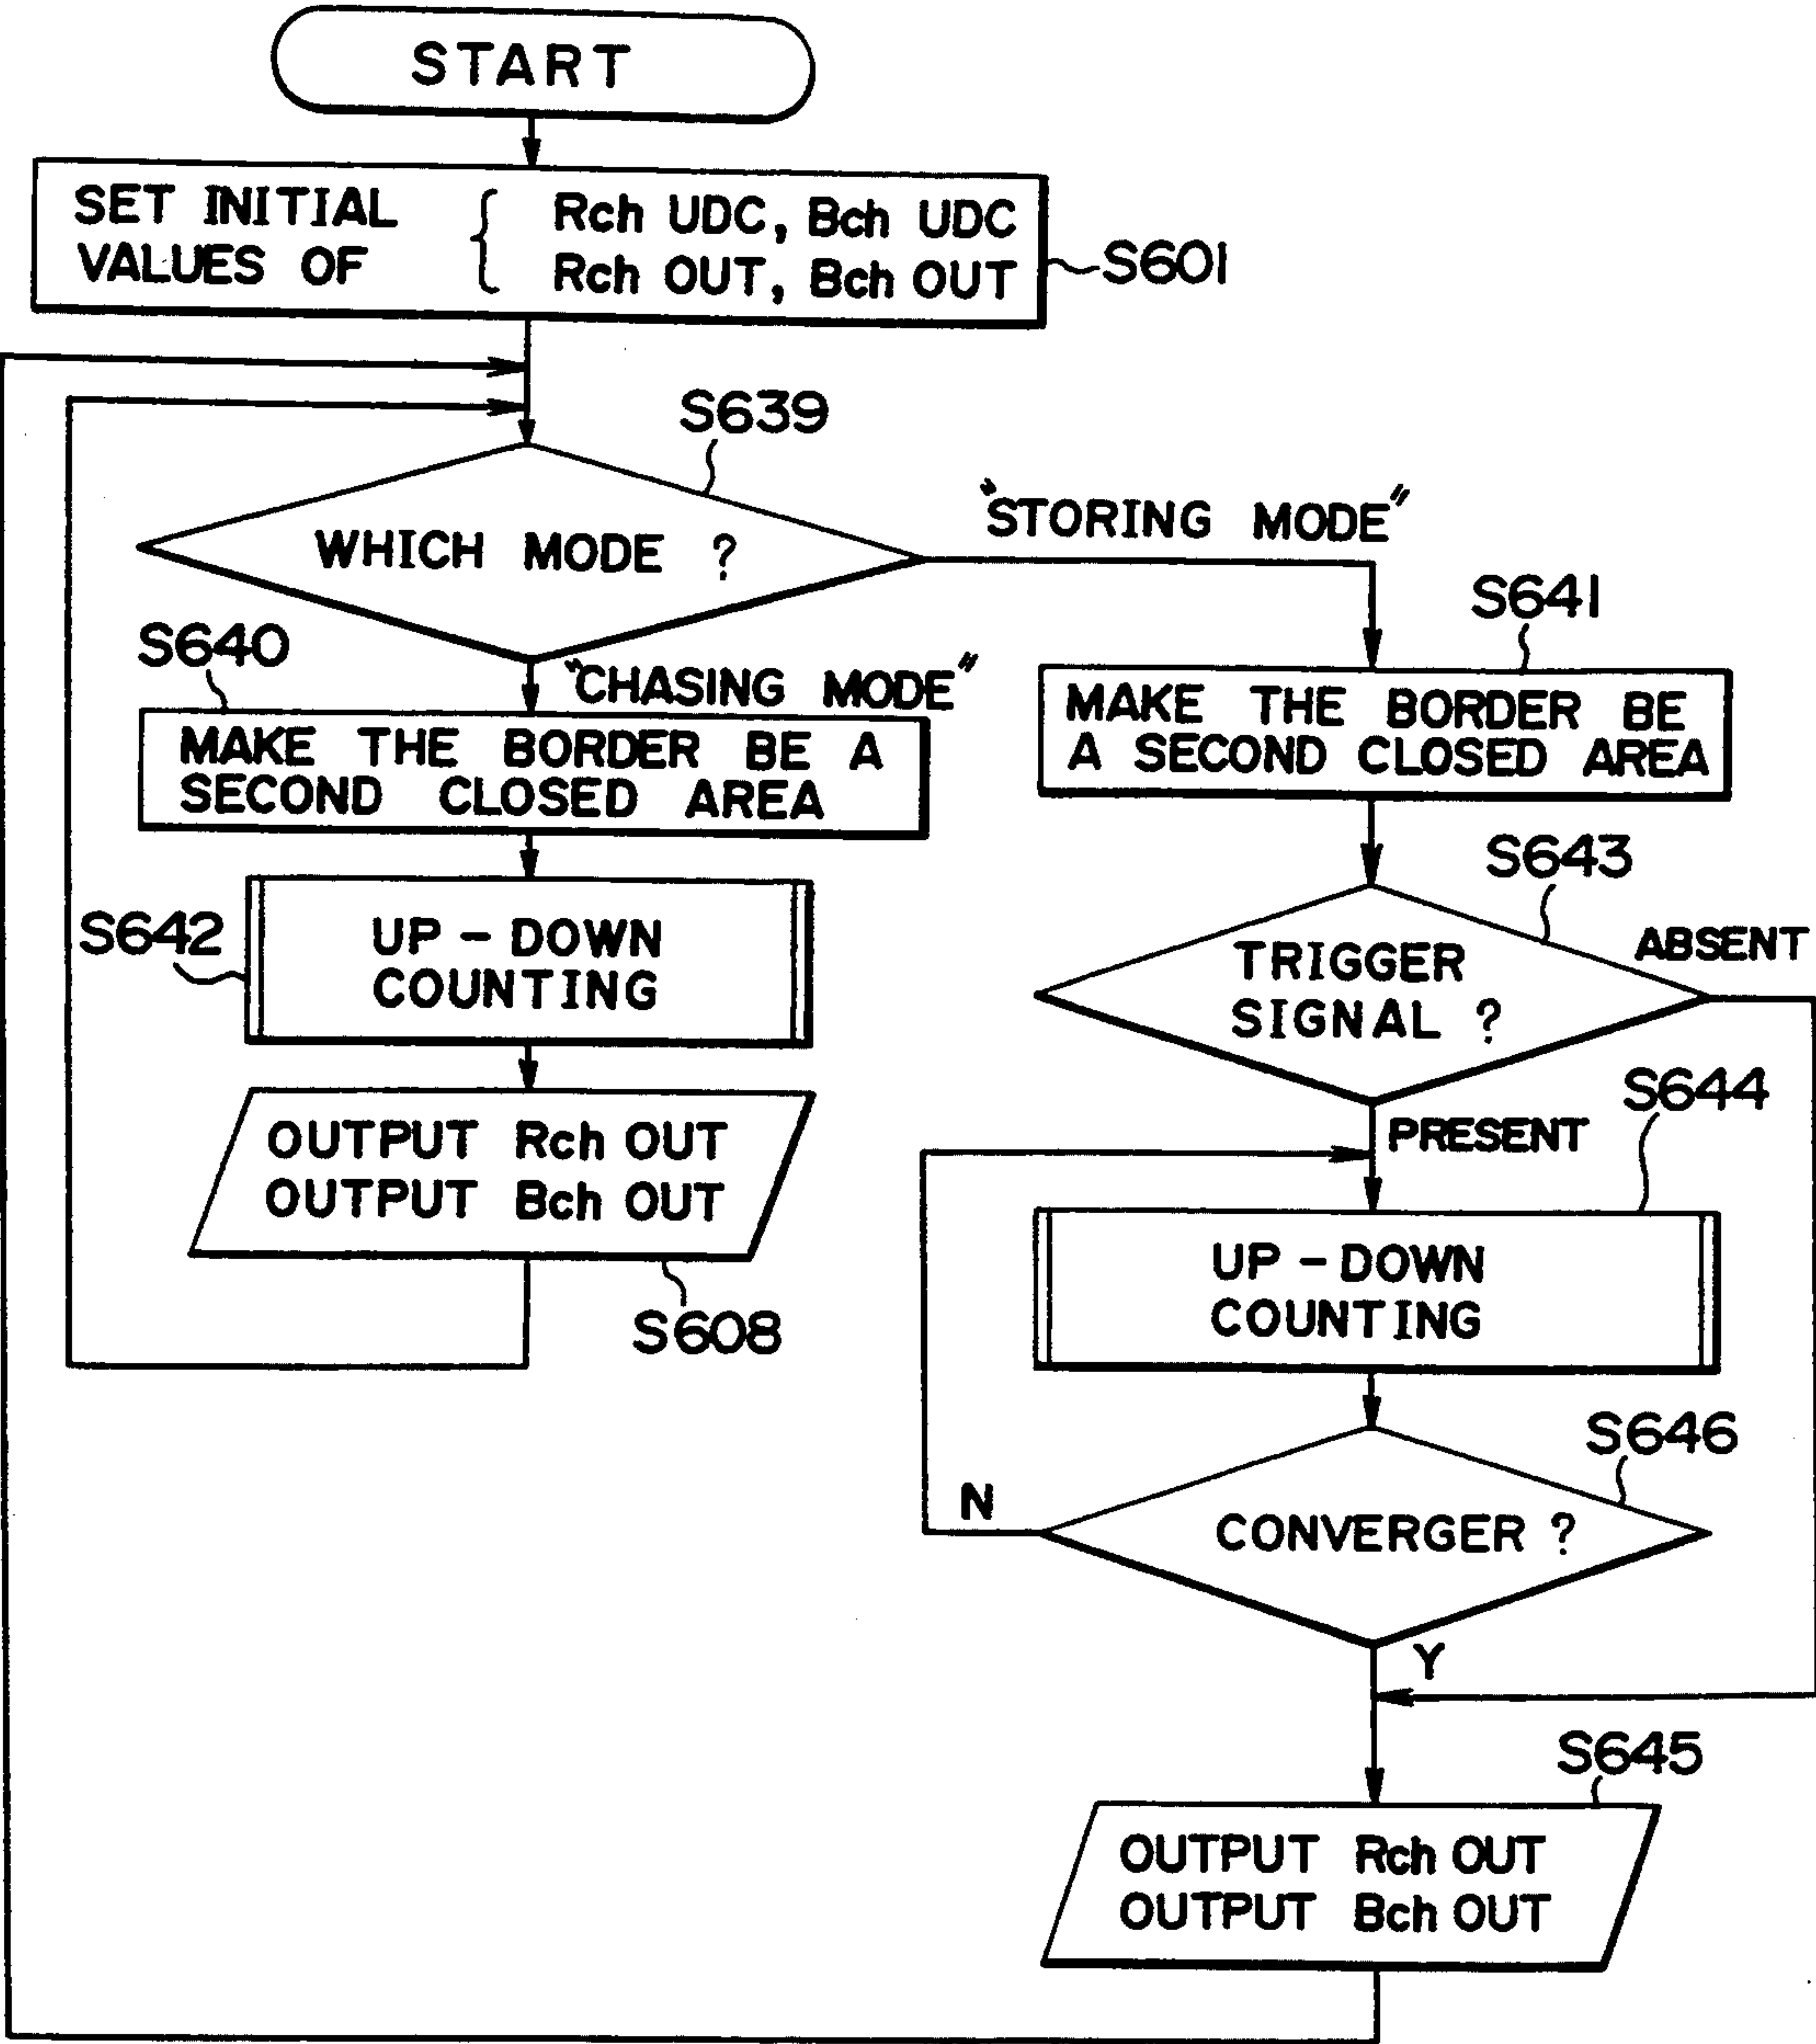 START
SET INITIAL
VALUES OF
{
Rch UDC, Bch UDC
Rch OUT, Bch OUT
S601
S639
WHICH MODE ?
"STORING MODE"
S641
S640
"CHASING MODE"
MAKE THE BORDER BE A
SECOND CLOSED AREA
MAKE THE BORDER BE
A SECOND CLOSED AREA
S642
UP-DOWN
COUNTING
S643
TRIGGER
SIGNAL ?
ABSENT
PRESENT
OUTPUT Rch OUT
OUTPUT Bch OUT
S608
S644
UP-DOWN
COUNTING
S646
CONVERGER ?
N
Y
S645
OUTPUT Rch OUT
OUTPUT Bch OUT